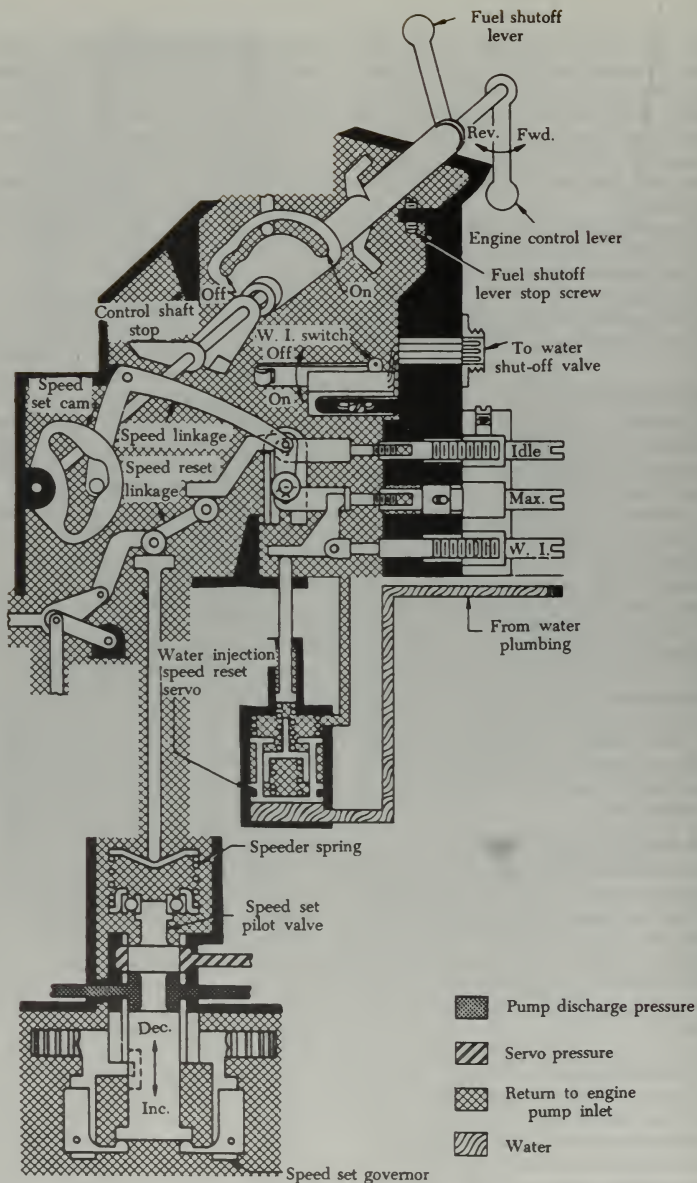 Fuel shutoff
lever
Rev. Fwd.
Engine control lever
Fuel shutoff
lever stop screw
Off
On
Control shaft
stop
W. I. switch
Off
On
To water
shut-off valve
Speed
set cam
Speed linkage
Speed reset
linkage
Idle
Max.
W. I.
From water
plumbing
Water injection
speed reset
servo
Speeder spring
Speed set
pilot valve
Dec.
Inc.
Speed set governor
Pump discharge pressure
Servo pressure
Return to engine
pump inlet
Water